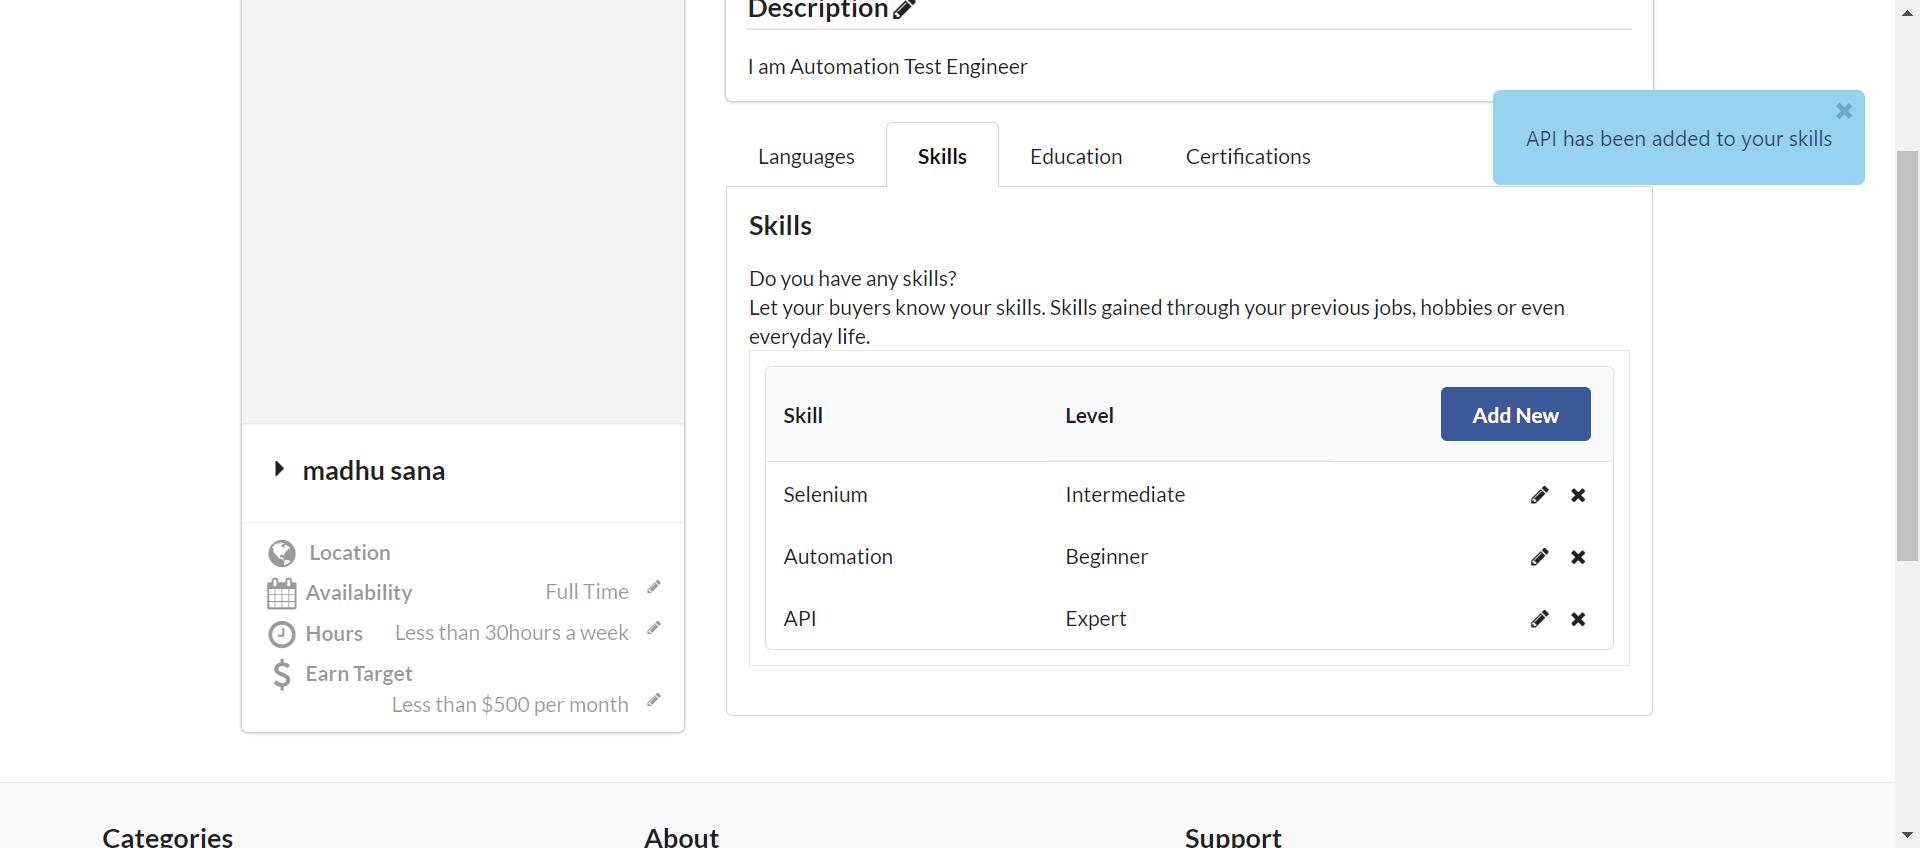 Description
I am Automation Test Engineer
API has been added to your skills
Languages Skills Education Certifications
Skills
Do you have any skills?
Let your buyers know your skills. Skills gained through your previous jobs, hobbies or even
everyday life.
Skill Level Add New
Selenium Intermediate
Automation Beginner
API Expert
madhu sana
Location
Availability Full Time
Hours Less than 30hours a week
Earn Target
Less than $500 per month
Categories About Support